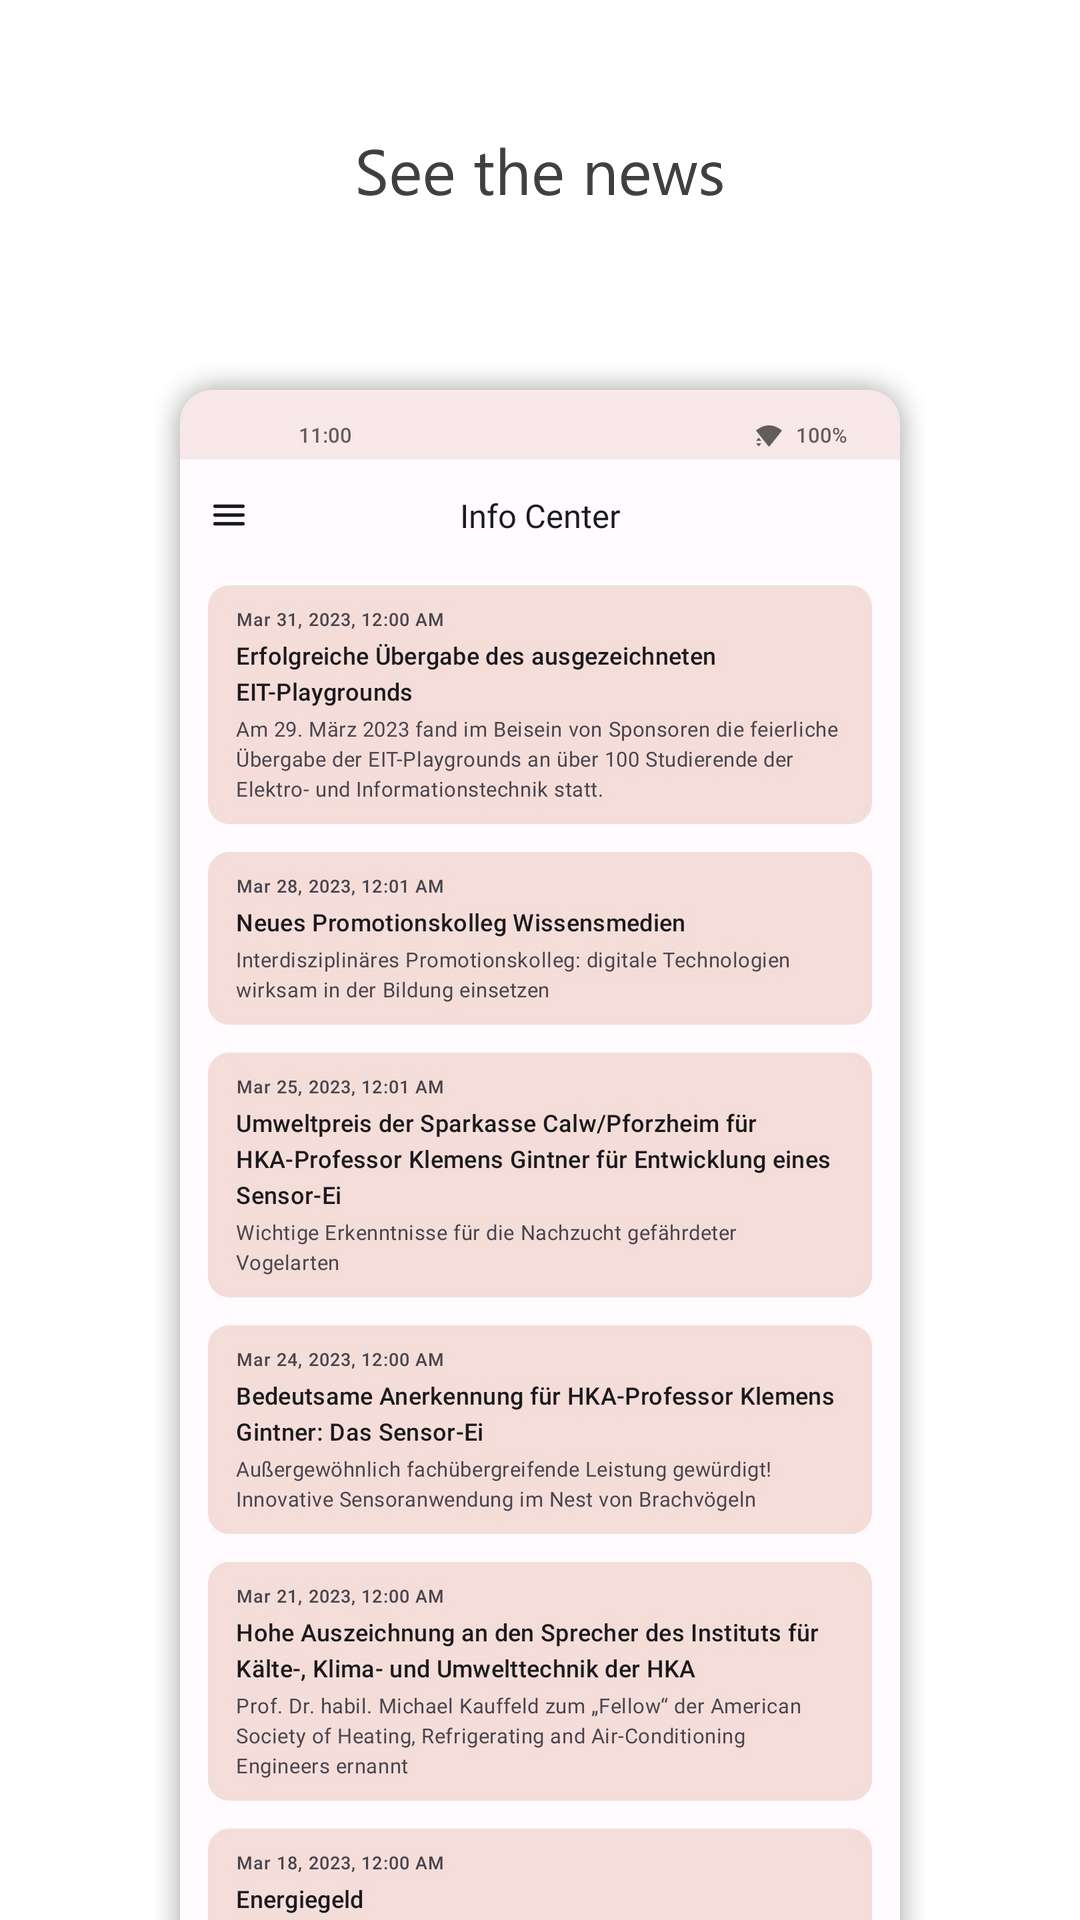 See the news
11:00 100%
Info Center
Mar 31, 2023, 12:00 AM
Erfolgreiche Übergabe des ausgezeichneten
EIT-Playgrounds
Am 29. März 2023 fand im Beisein von Sponsoren die feierliche
Übergabe der EIT-Playgrounds an über 100 Studierende der
Elektro- und Informationstechnik statt.
Mar 28, 2023, 12:01 AM
Neues Promotionskolleg Wissensmedien
Interdisziplinäres Promotionskolleg: digitale Technologien
wirksam in der Bildung einsetzen
Mar 25, 2023, 12:01 AM
Umweltpreis der Sparkasse Calw/Pforzheim für
HKA-Professor Klemens Gintner für Entwicklung eines
Sensor-Ei
Wichtige Erkenntnisse für die Nachzucht gefährdeter
Vogelarten
Mar 24, 2023, 12:00 AM
Bedeutsame Anerkennung für HKA-Professor Klemens
Gintner: Das Sensor-Ei
Außergewöhnlich fachübergreifende Leistung gewürdigt!
Innovative Sensoranwendung im Nest von Brachvögeln
Mar 21, 2023, 12:00 AM
Hohe Auszeichnung an den Sprecher des Instituts für
Kälte-, Klima- und Umwelttechnik der HKA
Prof. Dr. habil. Michael Kauffeld zum „Fellow“ der American
Society of Heating, Refrigerating and Air-Conditioning
Engineers ernannt
Mar 18, 2023, 12:00 AM
Energiegeld